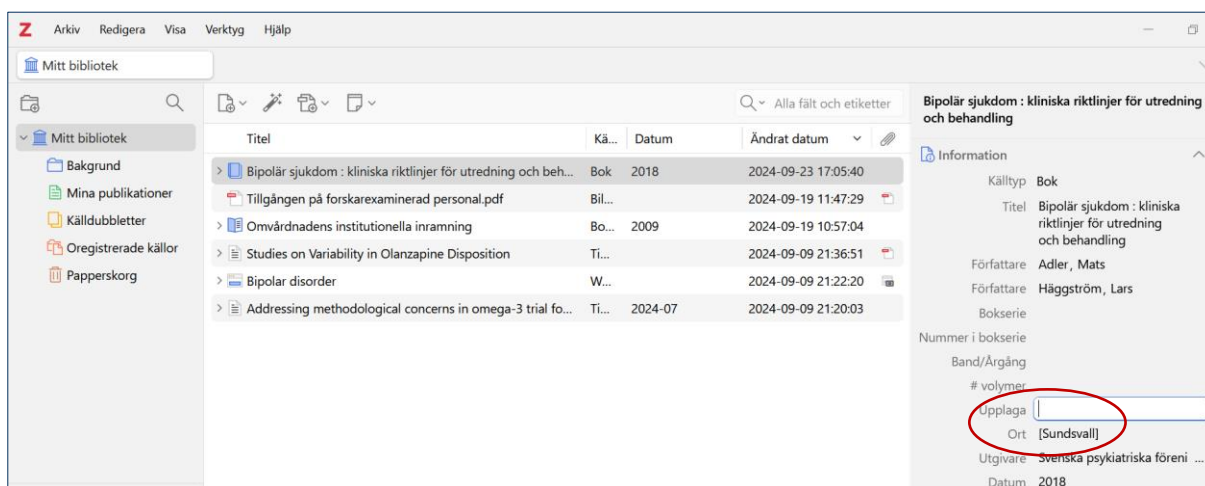 Z Arkiv Redigera Visa Verktyg Hjälp
Mitt bibliotek
Alla fält och etiketter
Mitt bibliotek
Bakgrund
Mina publikationer
Källdubbletter
Oregistrerade källor
Papperskorg
Titel Kä... Datum Ändrat datum
Bipolär sjukdom : kliniska riktlinjer för utredning och beh... Bok 2018 2024-09-23 17:05:40
Tillgången på forskarexaminerad personal.pdf Bil... 2024-09-19 11:47:29
Omvårdnadens institutionella inramning Bo... 2009 2024-09-19 10:57:04
Studies on Variability in Olanzapine Disposition Ti... 2024-09-09 21:36:51
Bipolar disorder W... 2024-09-09 21:22:20
Addressing methodological concerns in omega-3 trial fo... Ti... 2024-07 2024-09-09 21:20:03
Bipolär sjukdom : kliniska riktlinjer för utredning
och behandling
Information
Källtyp Bok
Titel Bipolär sjukdom : kliniska
riktlinjer för utredning
och behandling
Författare Adler, Mats
Författare Häggström, Lars
Bokserie
Nummer i bokserie
Band/Årgång
# volymer
Upplaga
Ort [Sundsvall]
Utgivare Svenska psykiatriska föreni ...
Datum 2018